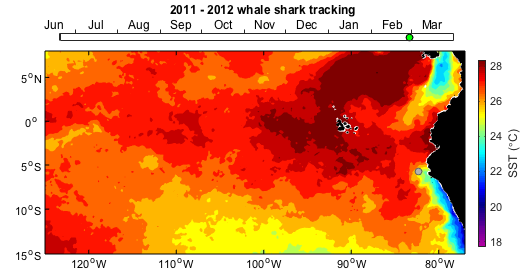 2011 - 2012 whale shark tracking
Jun Jul Aug Sep Oct Nov Dec Jan Feb Mar
5°N
0°
5°S
10°S
15°S
120°W 110°W 100°W 90°W 80°W
28
26
24
22
20
18
SST (°C)